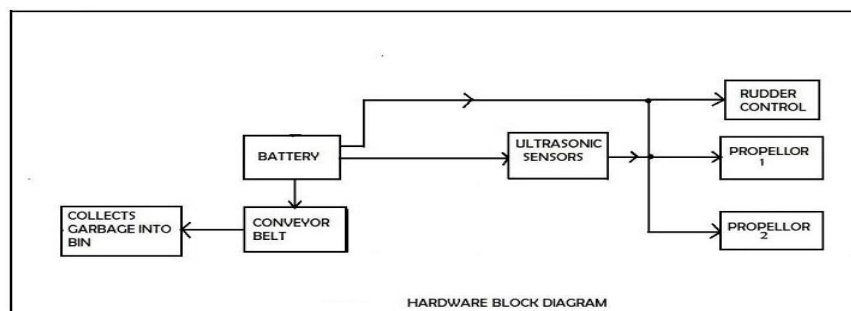 RUDDER
CONTROL
BATTERY
ULTRASONIC
SENSORS
PROPELLOR
1
COLLECTS
GARBAGE INTO
BIN
CONVEYOR
BELT
PROPELLOR
2
HARDWARE BLOCK DIAGRAM